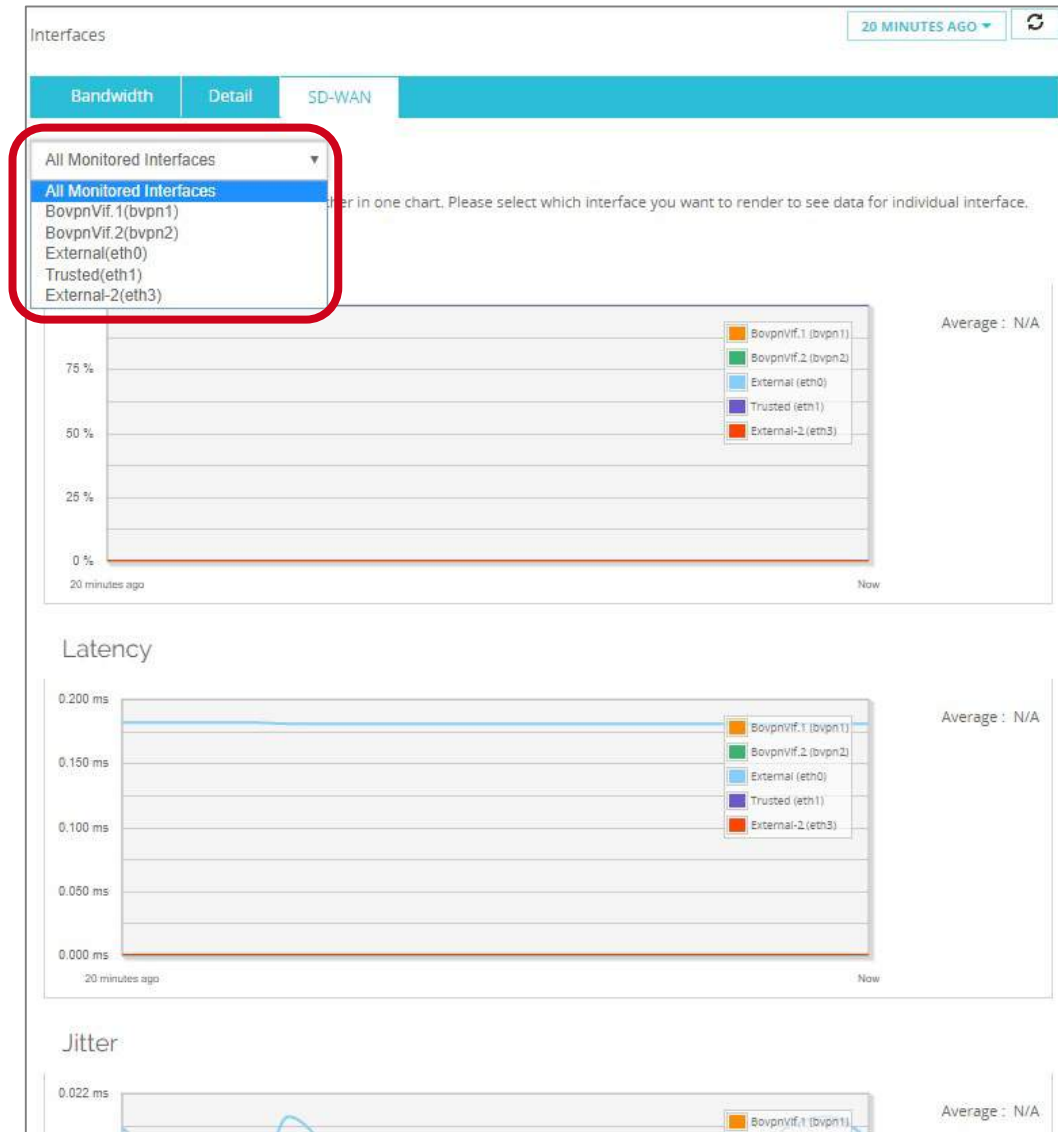 Interfaces
20 MINUTES AGO
Bandwidth Detail SD-WAN
All Monitored Interfaces
All Monitored Interfaces
BovpnVif.1(bvpn1)
BovpnVif.2(bvpn2)
External(eth0)
Trusted(eth1)
External-2(eth3)
in one chart. Please select which interface you want to render to see data for individual interface.
Average : N/A
BovpnVif.1 (bvpn1)
BovpnVif.2 (bvpn2)
External (eth0)
Trusted (eth1)
External-2 (eth3)
75 %
50 %
25 %
0 %
20 minutes ago
Now
Latency
0.200 ms
0.150 ms
0.100 ms
0.050 ms
0.000 ms
Average : N/A
BovpnVif.1 (bvpn1)
BovpnVif.2 (bvpn2)
External (eth0)
Trusted (eth1)
External-2 (eth3)
20 minutes ago
Now
Jitter
0.022 ms
Average : N/A
BovpnVif.1 (bvpn1)